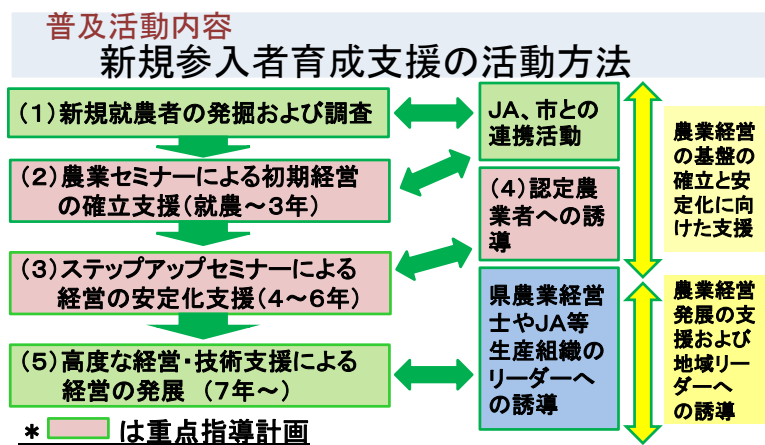 普及活動内容
新規参入者育成支援の活動方法
(1)新規就農者の発掘および調査
(2)農業セミナーによる初期経営
の確立支援(就農～3年)
(3)ステップアップセミナーによる
経営の安定化支援(4～6年)
(5)高度な経営・技術支援による
経営の発展 (7年～)
JA、市との
連携活動
(4)認定農
業者への誘
導
県農業経営
士やJA等
生産組織の
リーダーへ
の誘導
農業経営
の基盤の
確立と安
定化に向
けた支援
農業経営
発展の支
援および
地域リー
ダーへ
の誘導
＊ は重点指導計画